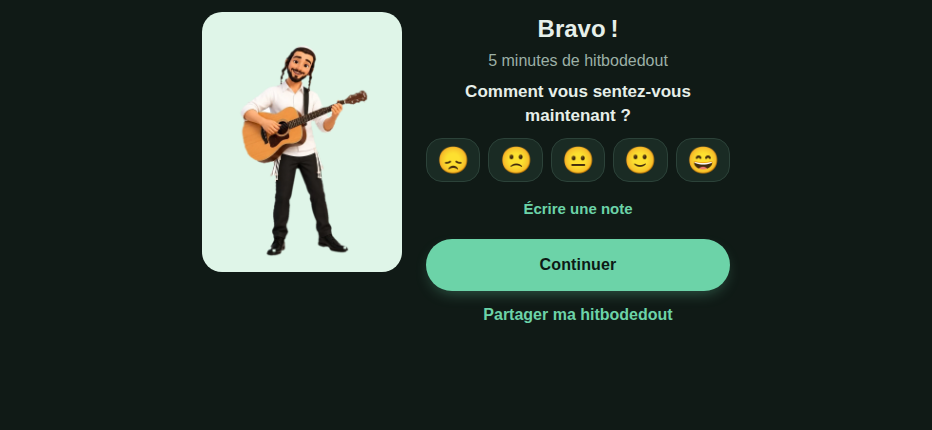 Bravo !
5 minutes de hitbodedout
Comment vous sentez-vous
maintenant ?
Écrire une note
Continuer
Partager ma hitbodedout